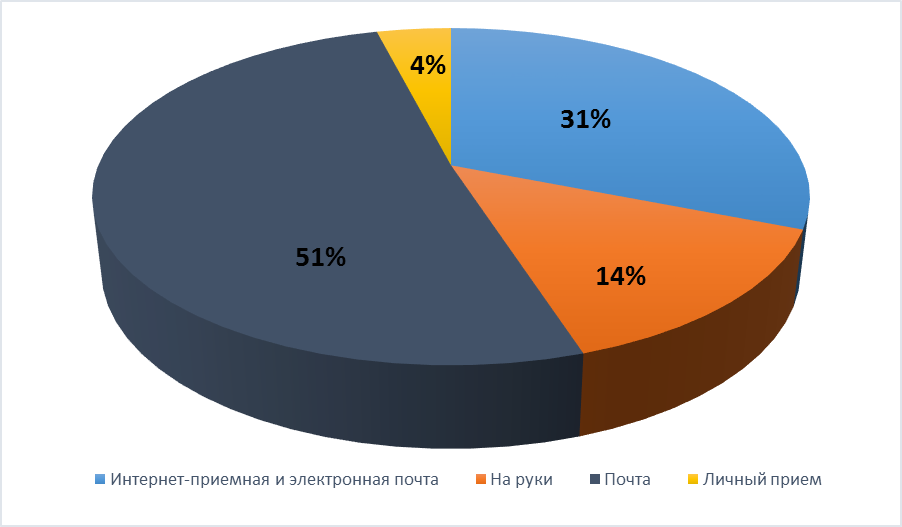 4%
31%
51%
14%
Интернет-приемная и электронная почта На руки Почта Личный прием